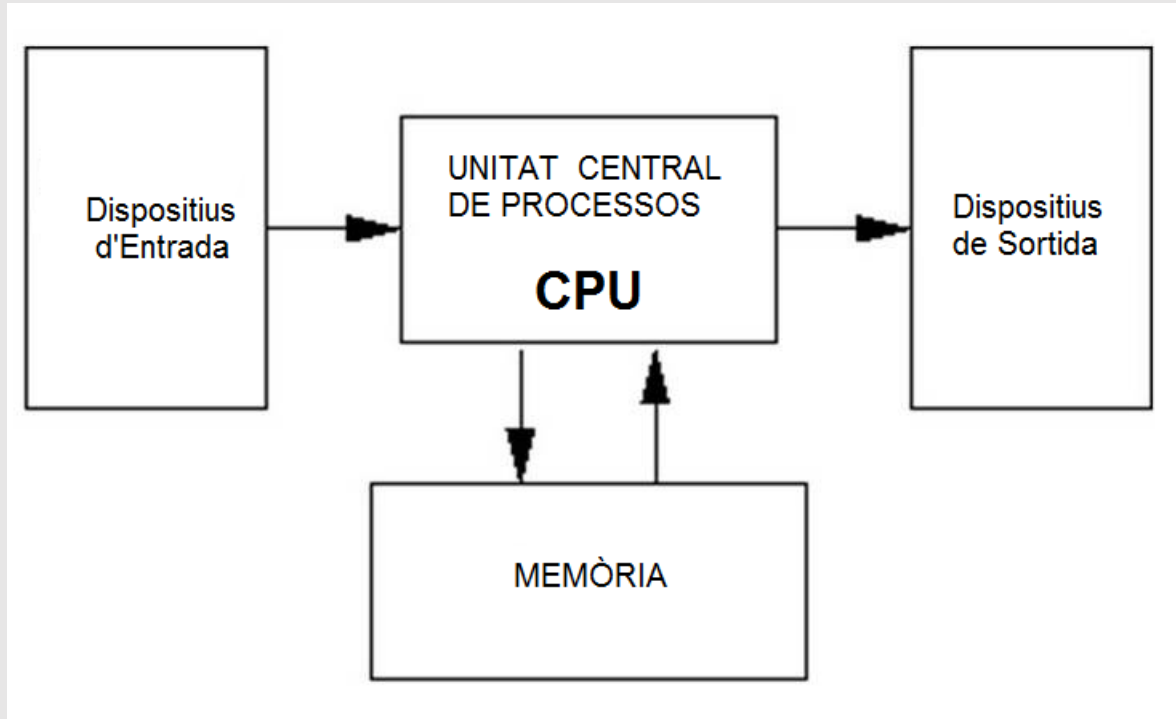 Dispositius
d'Entrada
UNITAT CENTRAL
DE PROCESSOS
CPU
Dispositius
de Sortida
MEMÒRIA